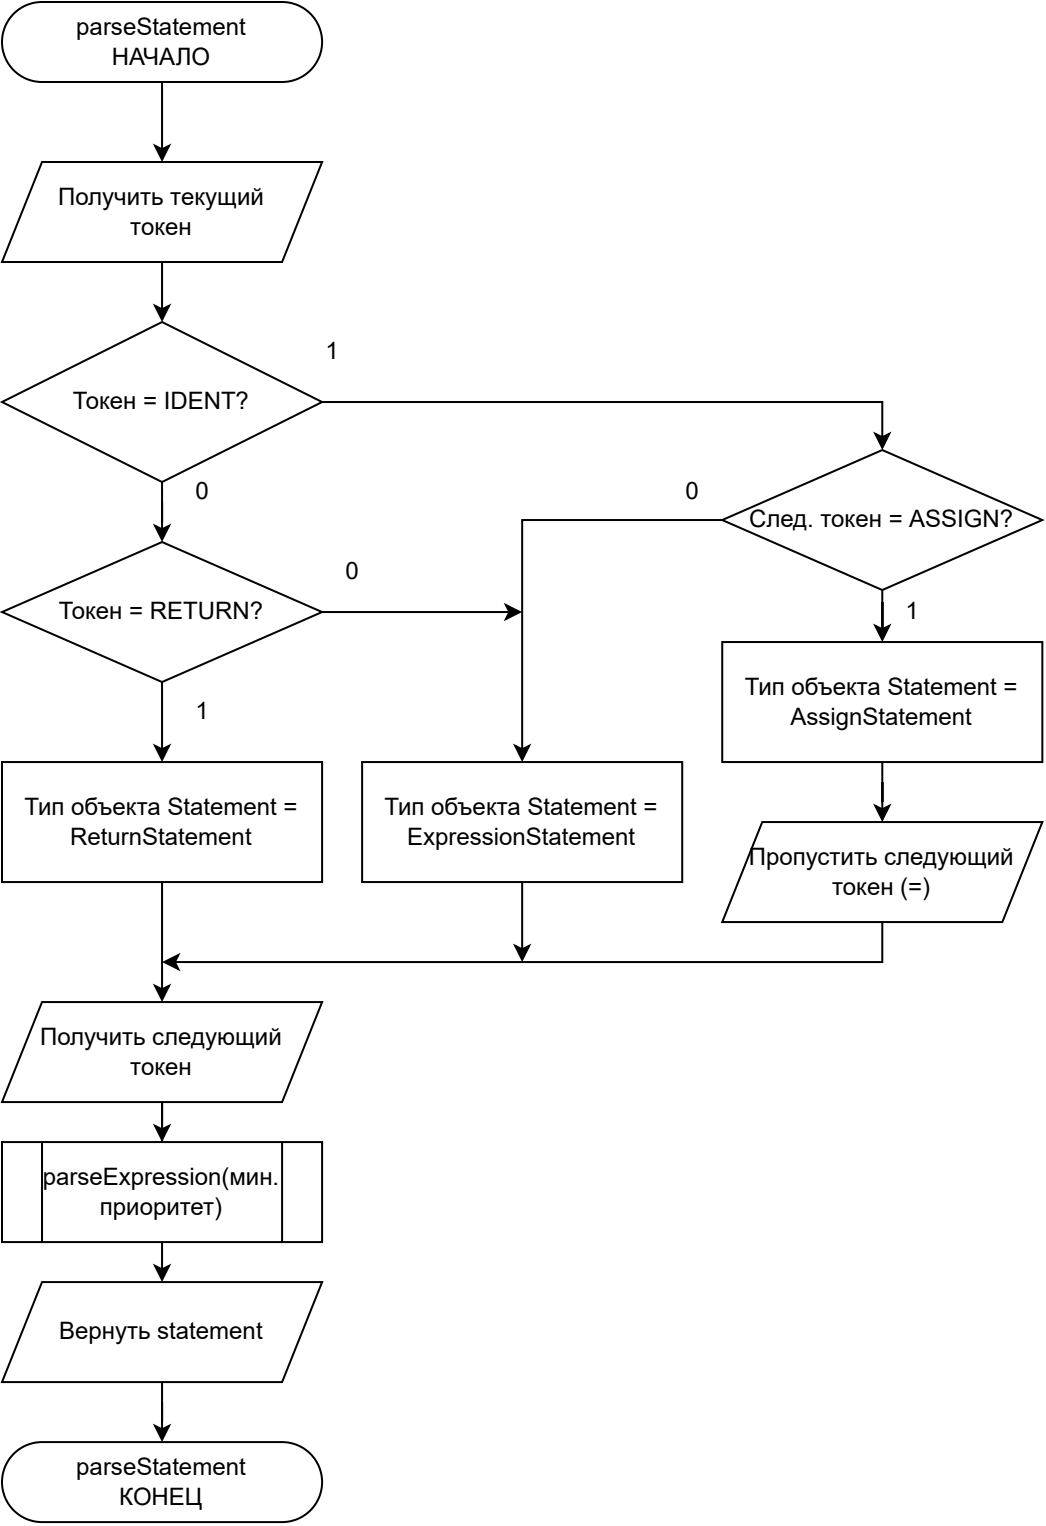 parseStatement
НАЧАЛО
Получить текущий
токен
1
Токен = IDENT?
0
0
След. токен = ASSIGN?
0
Токен = RETURN?
1
1
Тип объекта Statement =
AssignStatement
Тип объекта Statement =
ReturnStatement
Тип объекта Statement =
ExpressionStatement
Пропустить следующий
токен (=)
Получить следующий
токен
parseExpression(мин.
приоритет)
Вернуть statement
parseStatement
КОНЕЦ